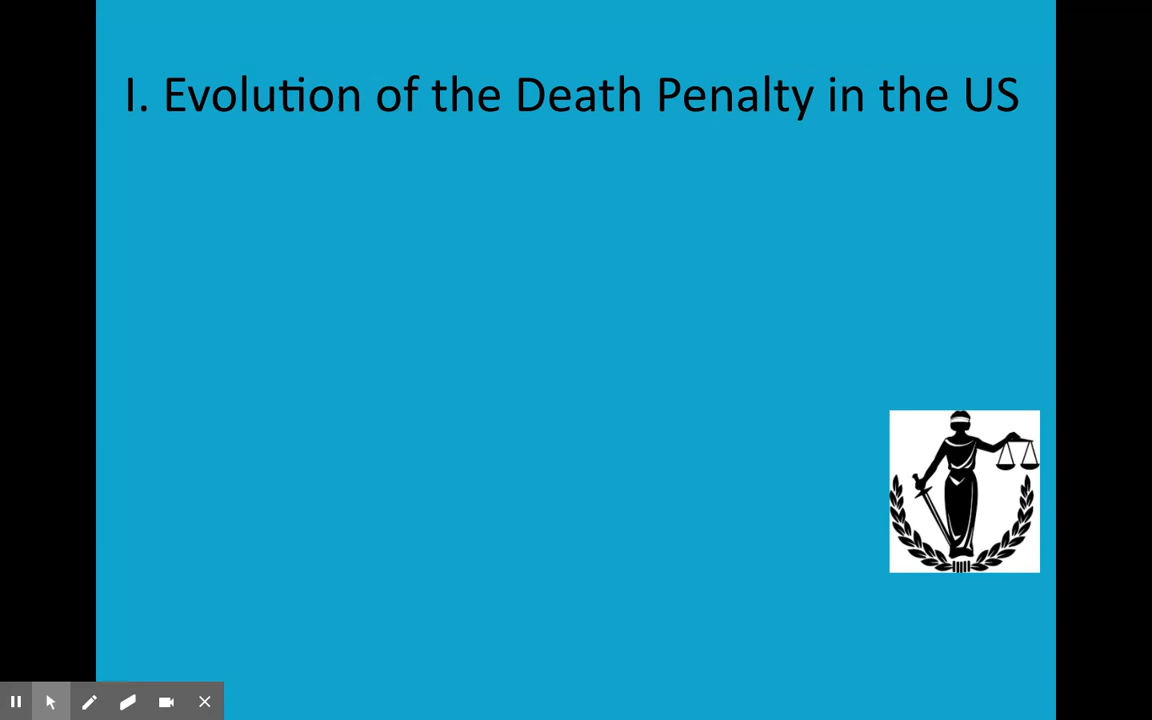 I. Evolution of the Death Penalty in the US